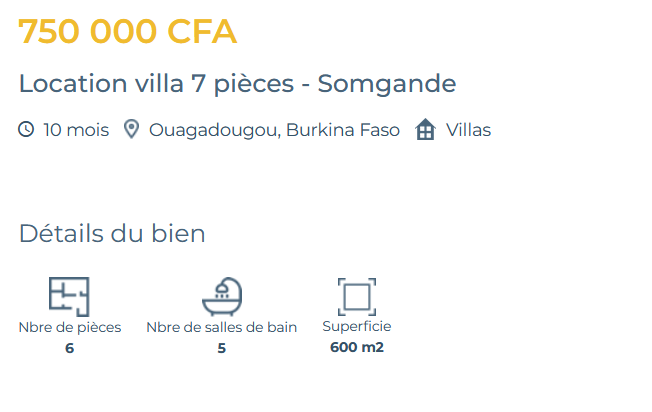 750 000 CFA
Location villa 7 pièces - Somgande
10 mois Ouagadougou, Burkina Faso Villas
Détails du bien
Nbre de pièces Nbre de salles de bain Superficie
6 5 600 m2